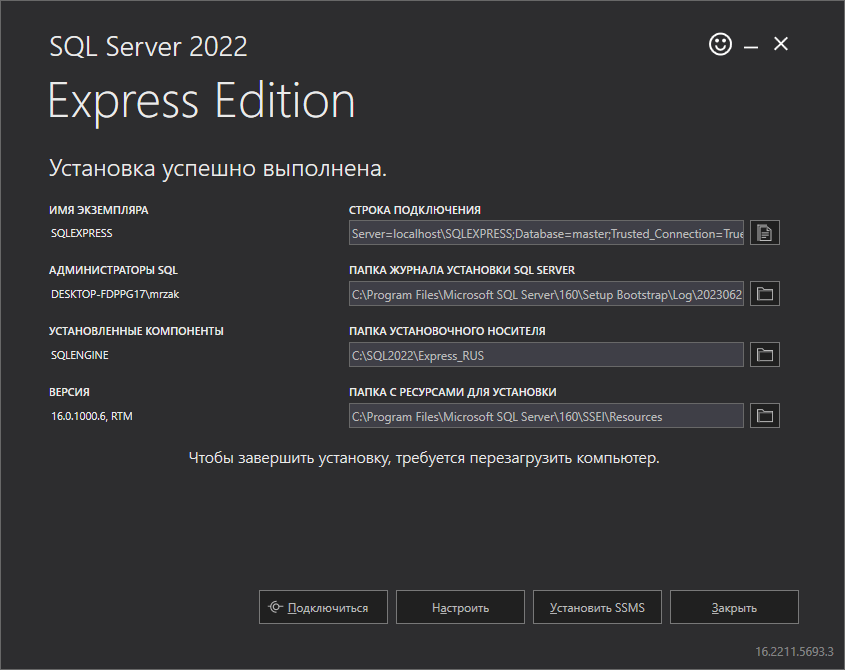 SQL Server 2022
Express Edition
Установка успешно выполнена.
ИМЯ ЭКЗЕМПЛЯРА
SQLEXPRESS
СТРОКА ПОДКЛЮЧЕНИЯ
Server=localhost\SQLEXPRESS;Database=master;Trusted_Connection=True
АДМИНИСТРАТОРЫ SQL
DESKTOP-FDPPG17\mrzak
ПАПКА ЖУРНАЛА УСТАНОВКИ SQL SERVER
C:\Program Files\Microsoft SQL Server\160\Setup Bootstrap\Log\2023062
УСТАНОВЛЕННЫЕ КОМПОНЕНТЫ
SQLENGINE
ПАПКА УСТАНОВОЧНОГО НОСИТЕЛЯ
C:\SQL2022\Express_RUS
ВЕРСИЯ
16.0.1000.6, RTM
ПАПКА С РЕСУРСАМИ ДЛЯ УСТАНОВКИ
C:\Program Files\Microsoft SQL Server\160\SSEI\Resources
Чтобы завершить установку, требуется перезагрузить компьютер.
Подключиться
Настроить
Установить SSMS
Закрыть
16.2211.5693.3